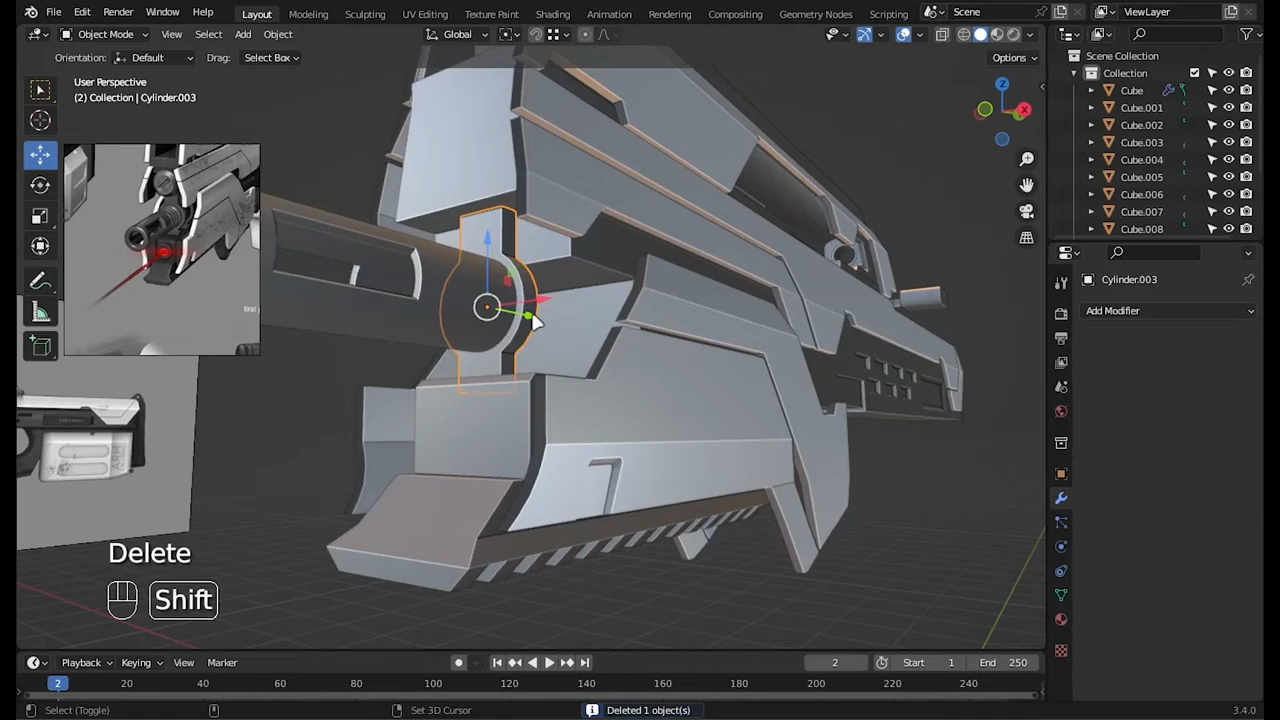 File Edit Render Window Help Layout Modeling Sculpting UV Editing Texture Paint Shading Animation Rendering Compositing Geometry Nodes Scripting Scene ViewLayer
Object Mode View Select Add Object Global
Orientation: Default Drag: Select Box Options
User Perspective
(2) Collection | Cylinder.003
Scene Collection
Collection
Cube
Cube.001
Cube.002
Cube.003
Cube.004
Cube.005
Cube.006
Cube.007
Cube.008
Cylinder.003
Add Modifier
X
Z
first
ARM
Delete
Shift
Playback Keying View Marker 2 Start 1 End 250
2 20 40 60 80 100 120 140 160 180 200 220 240
Select (Toggle) Set 3D Cursor Deleted 1 object(s) 3.4.0